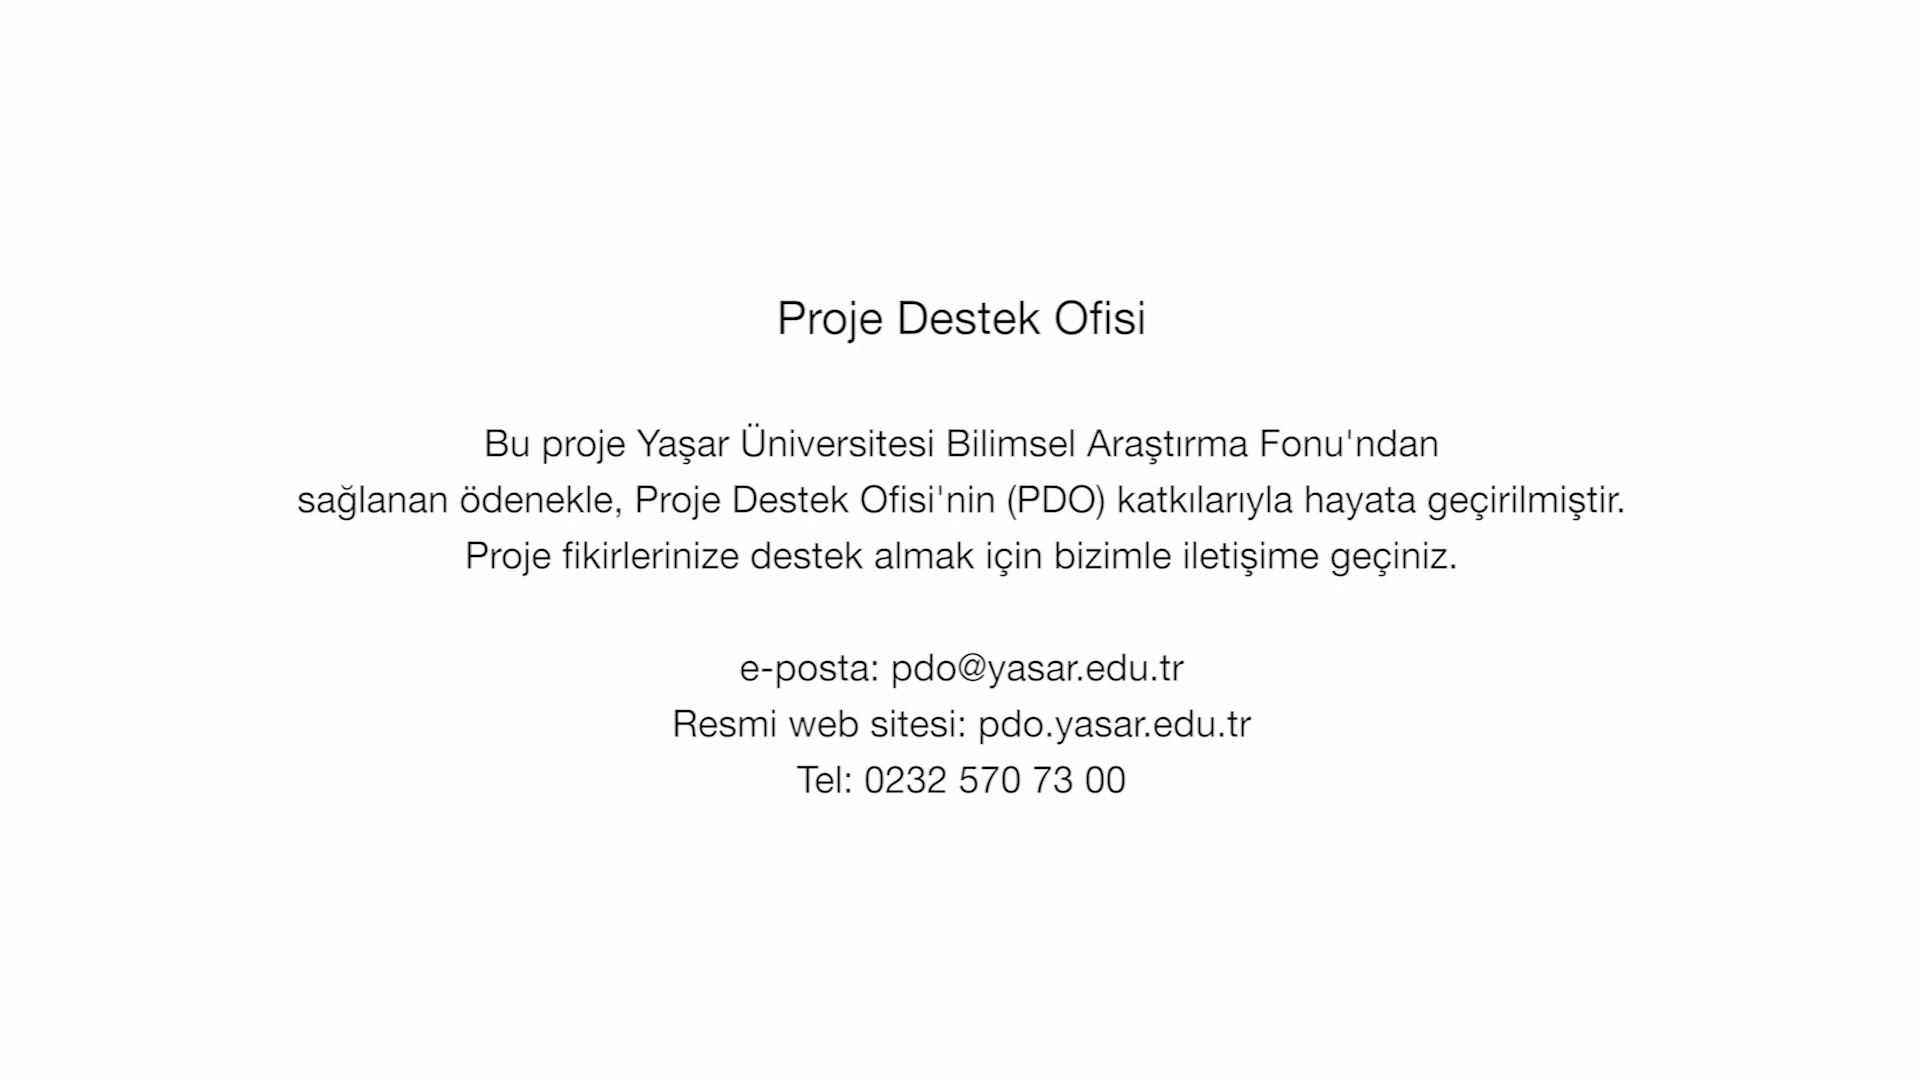 Proje Destek Ofisi
Bu proje Yaşar Üniversitesi Bilimsel Araştırma Fonu'ndan
sağlanan ödenekle, Proje Destek Ofisi'nin (PDO) katkılarıyla hayata geçirilmiştir.
Proje fikirlerinize destek almak için bizimle iletişime geçiniz.
e-posta: pdo@yasar.edu.tr
Resmi web sitesi: pdo.yasar.edu.tr
Tel: 0232 570 73 00